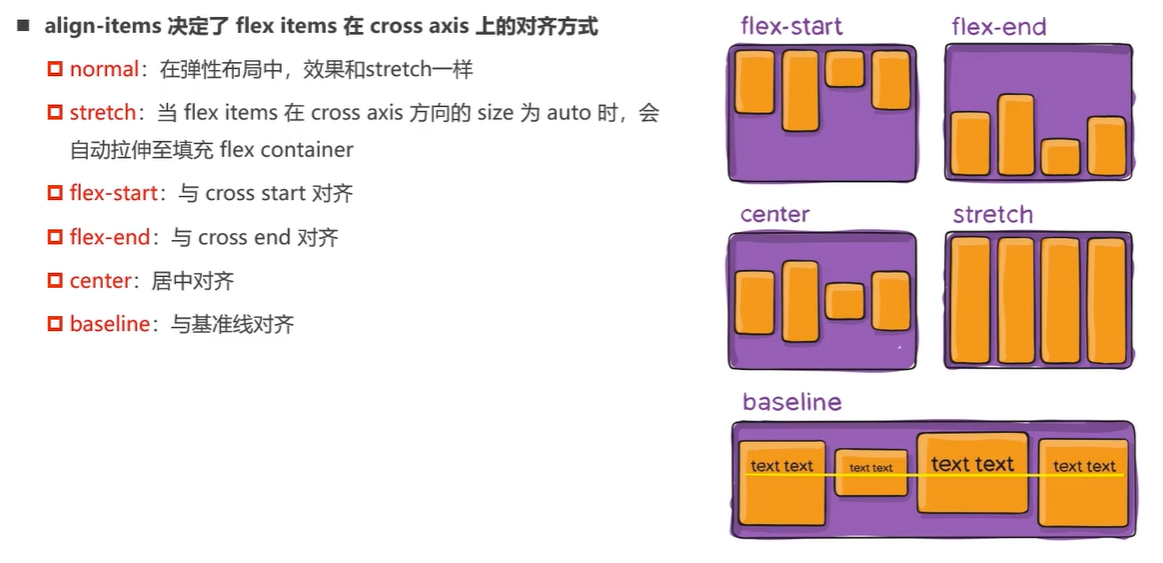 align-items 决定了 flex items 在 cross axis 上的对齐方式
normal：在弹性布局中，效果和stretch一样
stretch：当 flex items 在 cross axis 方向的 size 为 auto 时，会
自动拉伸至填充 flex container
flex-start：与 cross start 对齐
flex-end：与 cross end 对齐
center：居中对齐
baseline：与基准线对齐
flex-start
flex-end
center
stretch
baseline
text text
text text
text text
text text